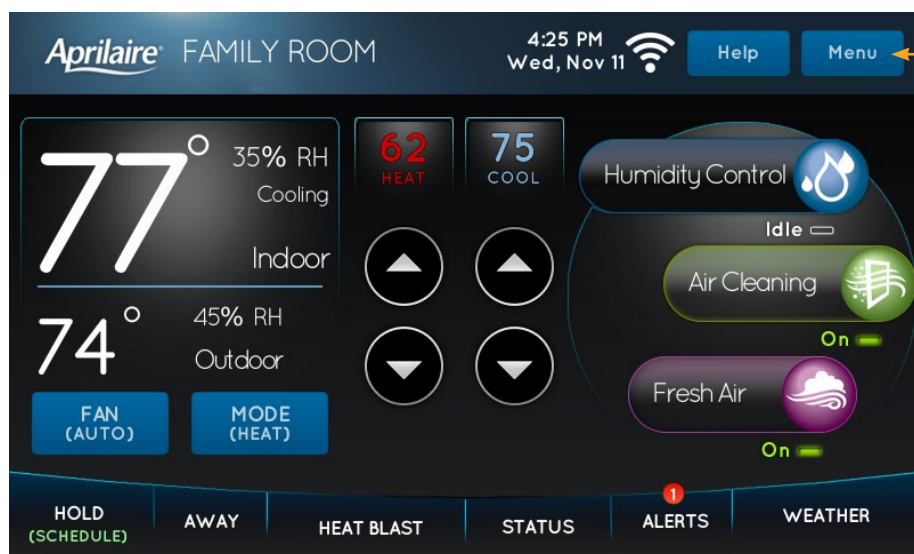 Aprilaire® FAMILY ROOM
4:25 PM
Wed, Nov 11
Help
Menu
77°
35% RH
Cooling
Indoor
74°
45% RH
Outdoor
FAN
(AUTO)
MODE
(HEAT)
62
HEAT
75
COOL
Humidity Control
Idle
Air Cleaning
On
Fresh Air
On
HOLD
(SCHEDULE)
AWAY
HEAT BLAST
STATUS
1
ALERTS
WEATHER